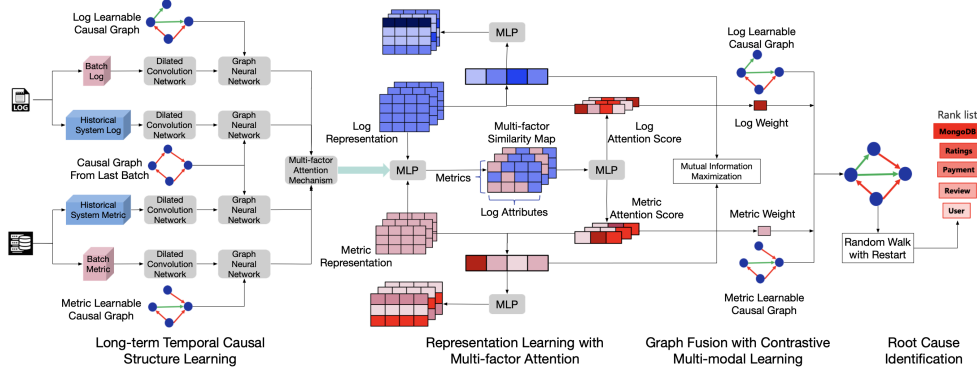 Log Learnable
Causal Graph
Batch
Log
Dilated
Convolution
Network
Graph
Neural
Network
LOG
Historical
System Log
Dilated
Convolution
Network
Graph
Neural
Network
Causal Graph
From Last Batch
Multi-factor
Attention
Mechanism
Historical
System Metric
Dilated
Convolution
Network
Graph
Neural
Network
Batch
Metric
Dilated
Convolution
Network
Graph
Neural
Network
Metric Learnable
Causal Graph
Long-term Temporal Causal
Structure Learning
MLP
Log
Representation
MLP
Metric
Representation
Multi-factor
Similarity Map
Metrics
Log Attributes
MLP
Log
Attention Score
Metric
Attention Score
MLP
Representation Learning with
Multi-factor Attention
Log Learnable
Causal Graph
Log Weight
Mutual Information
Maximization
Metric Weight
Metric Learnable
Causal Graph
Graph Fusion with Contrastive
Multi-modal Learning
Rank list
MongoDB
Ratings
Payment
Review
User
Random Walk
with Restart
Root Cause
Identification